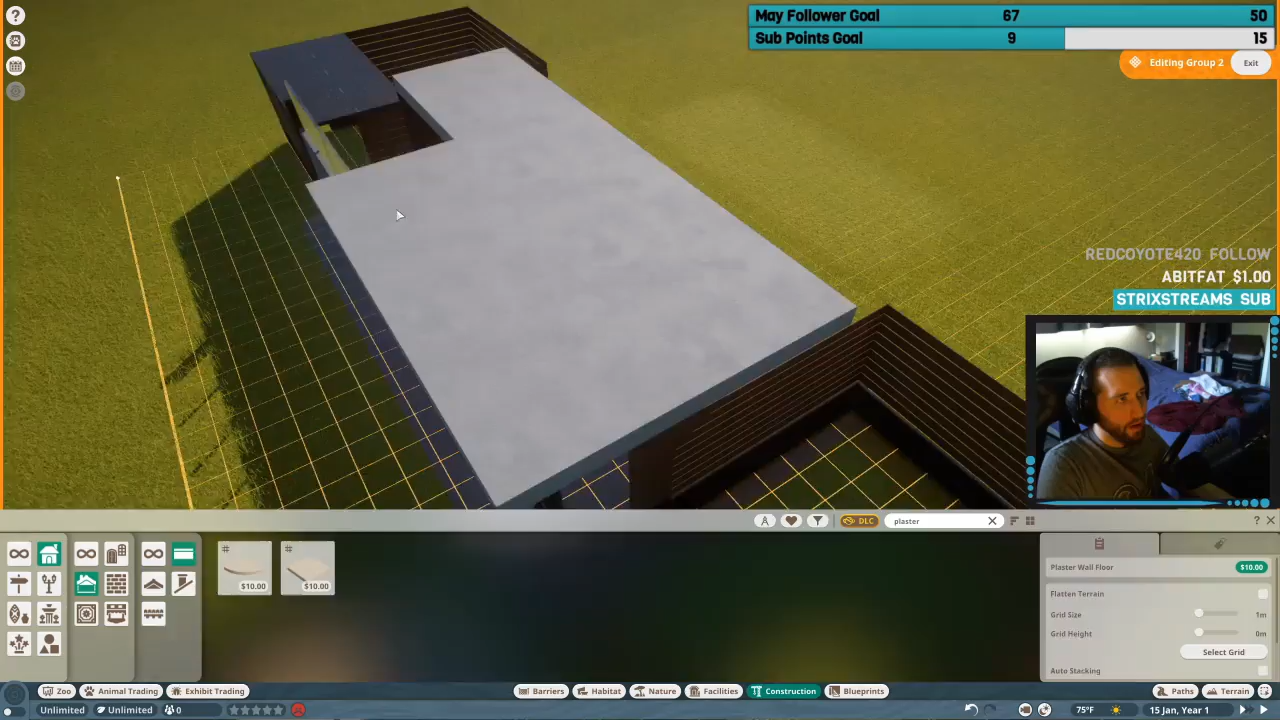 May Follower Goal 67 50
Sub Points Goal 9 15
Editing Group 2 Exit
REDCOYOTE420 FOLLOW
ABITFAT $1.00
STRIXSTREAMS SUB
DLC plaster
$10.00 $10.00
Plaster Wall Floor $10.00
Flatten Terrain
Grid Size 1m
Grid Height 0m
Select Grid
Auto Stacking
Zoo Animal Trading Exhibit Trading Barriers Habitat Nature Facilities Construction Blueprints Paths Terrain
Unlimited Unlimited 0 75°F 15 Jan, Year 1